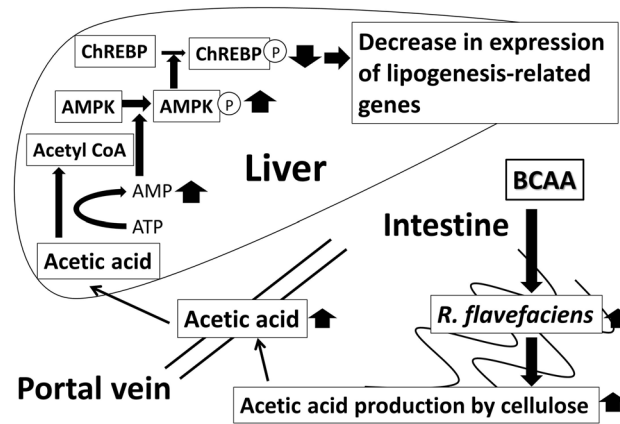 ChREBP
ChREBP
P
Decrease in expression
of lipogenesis-related
genes
AMPK
AMPK
P
Acetyl CoA
Liver
AMP
ATP
Acetic acid
BCAA
Intestine
R. flavefaciens
Acetic acid
Portal vein
Acetic acid production by cellulose